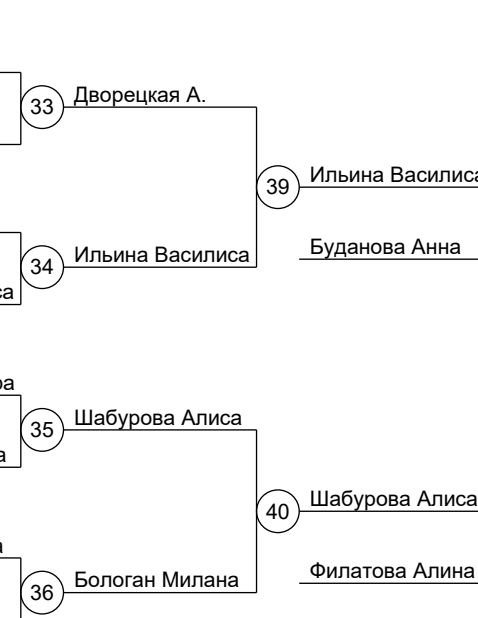 33 Дворецкая А.
39 Ильина Василиса
Буданова Анна
34 Ильина Василиса
35 Шабурова Алиса
40 Шабурова Алиса
Филатова Алина
36 Бологан Милана